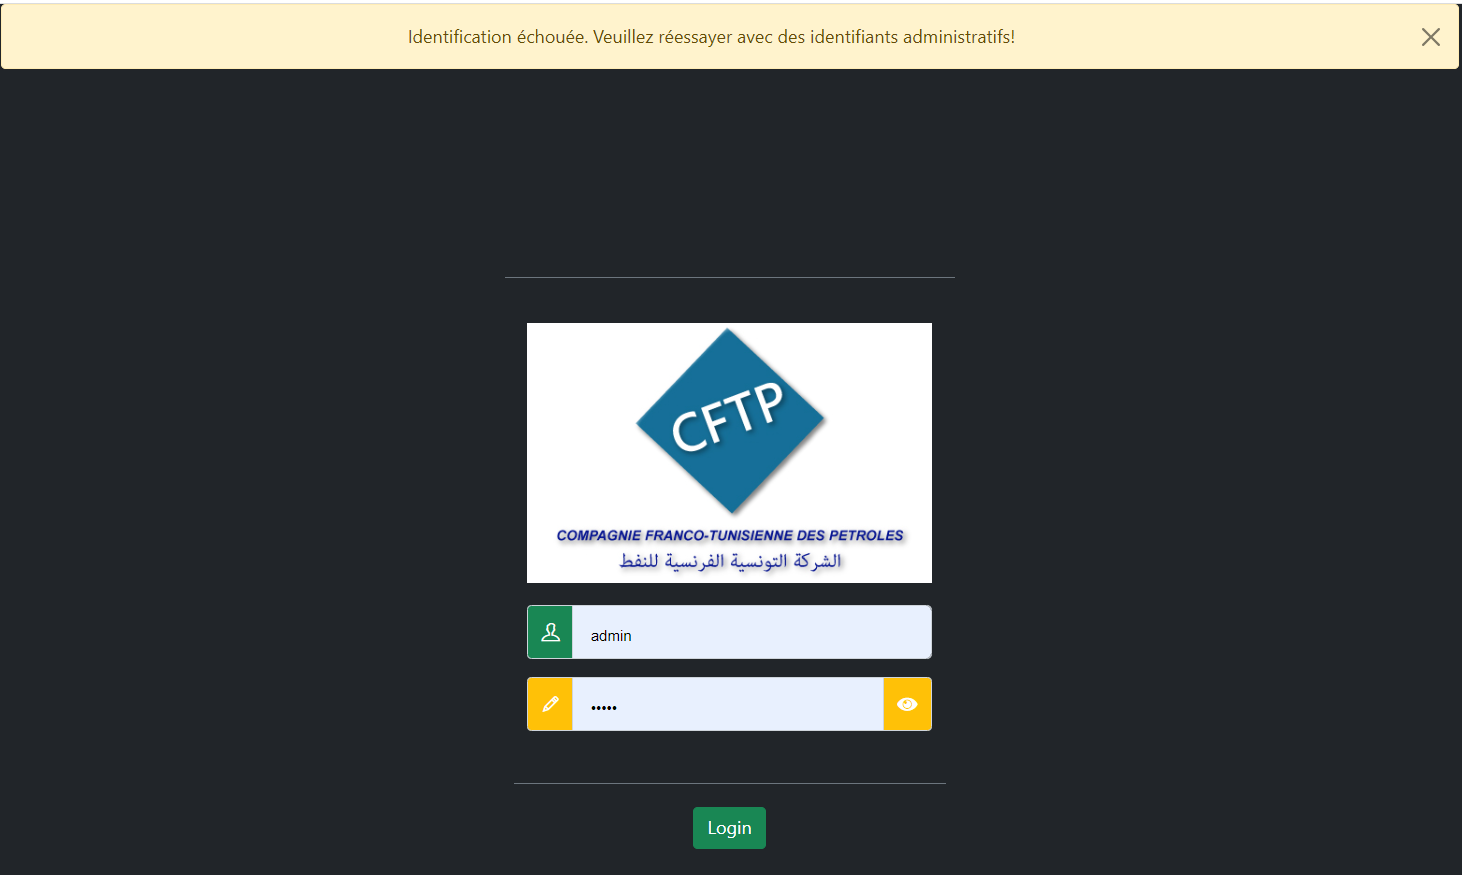 Identification échouée. Veuillez réessayer avec des identifiants administratifs!
CFTP
COMPAGNIE FRANCO-TUNISIENNE DES PETROLES
الشركة التونسية الفرنسية للنفط
admin
•••••
Login